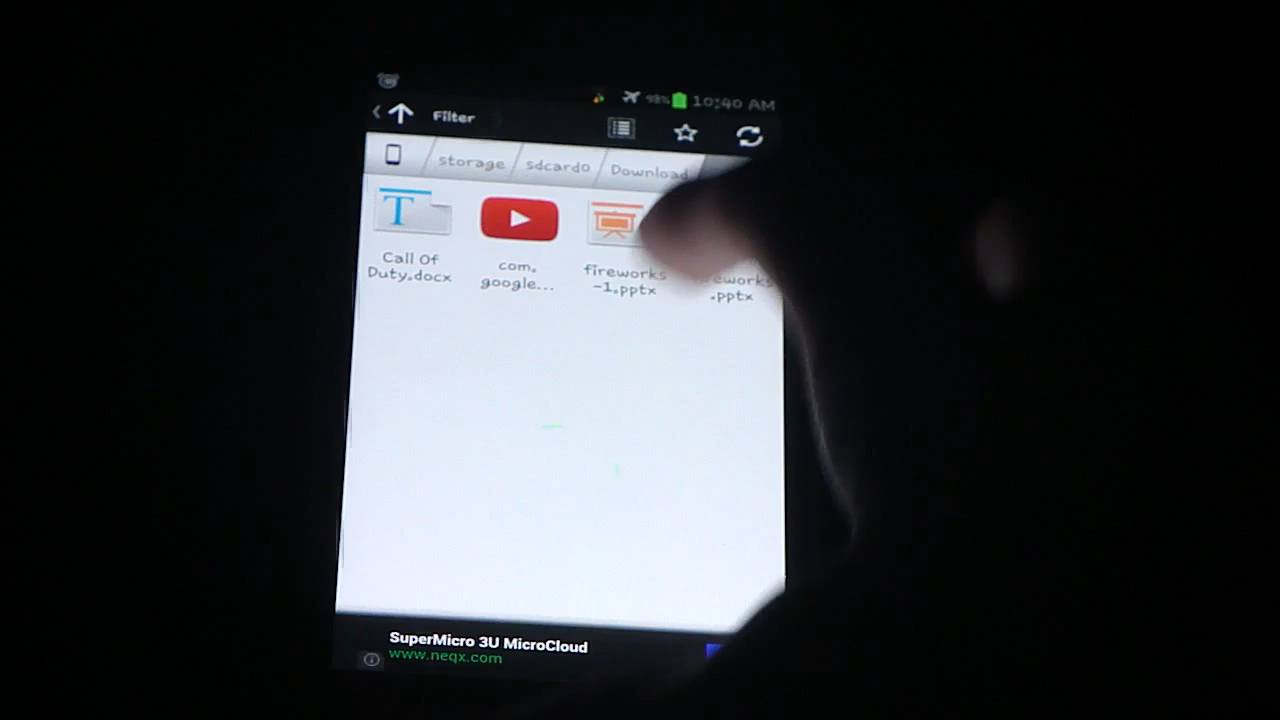 98% 10:40 AM
Filter
storage sdcard0 Download
T
Call Of
Duty.docx
com.
google...
fireworks
-1.pptx
.pptx
SuperMicro 3U MicroCloud
www.neqx.com